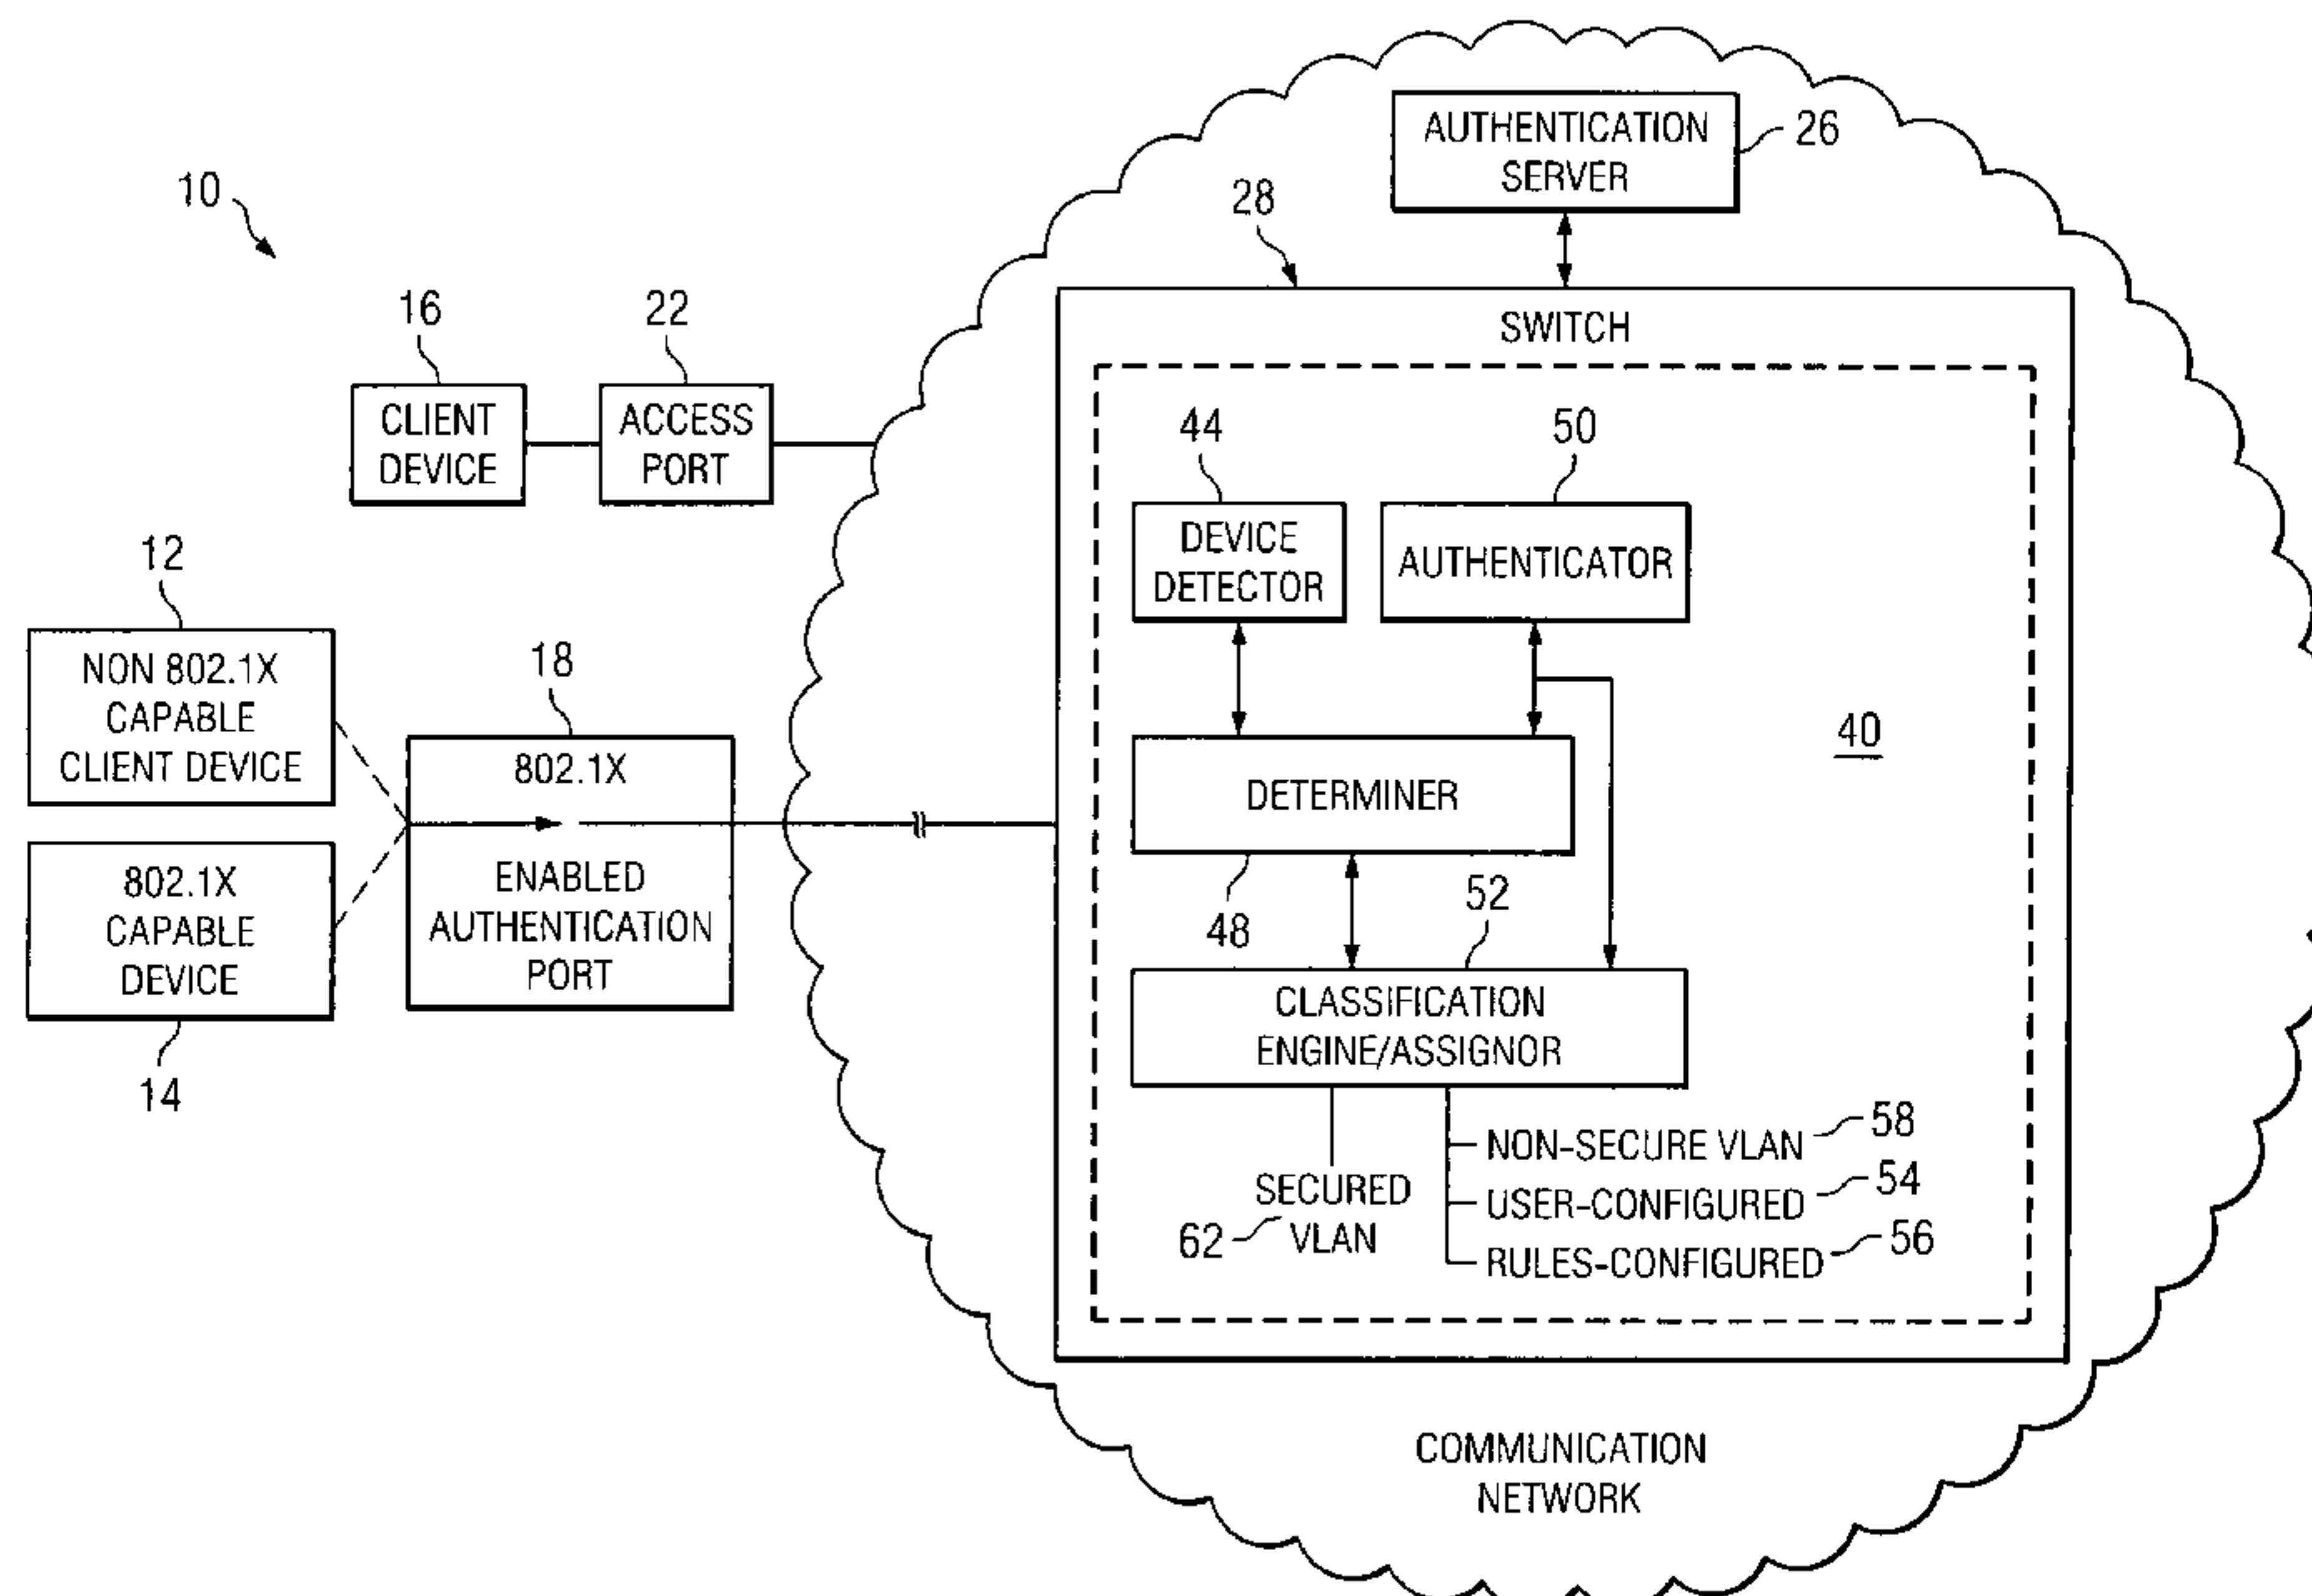 AUTHENTICATION
SERVER
26
10
28
SWITCH
16
22
CLIENT
DEVICE
ACCESS
PORT
44
50
DEVICE
DETECTOR
AUTHENTICATOR
12
NON 802.1X
CAPABLE
CLIENT DEVICE
18
802.1X
ENABLED
AUTHENTICATION
PORT
40
DETERMINER
802.1X
CAPABLE
DEVICE
14
48
52
CLASSIFICATION
ENGINE/ASSIGNOR
NON-SECURE VLAN 58
USER-CONFIGURED 54
RULES-CONFIGURED 56
SECURED
VLAN
62
COMMUNICATION
NETWORK